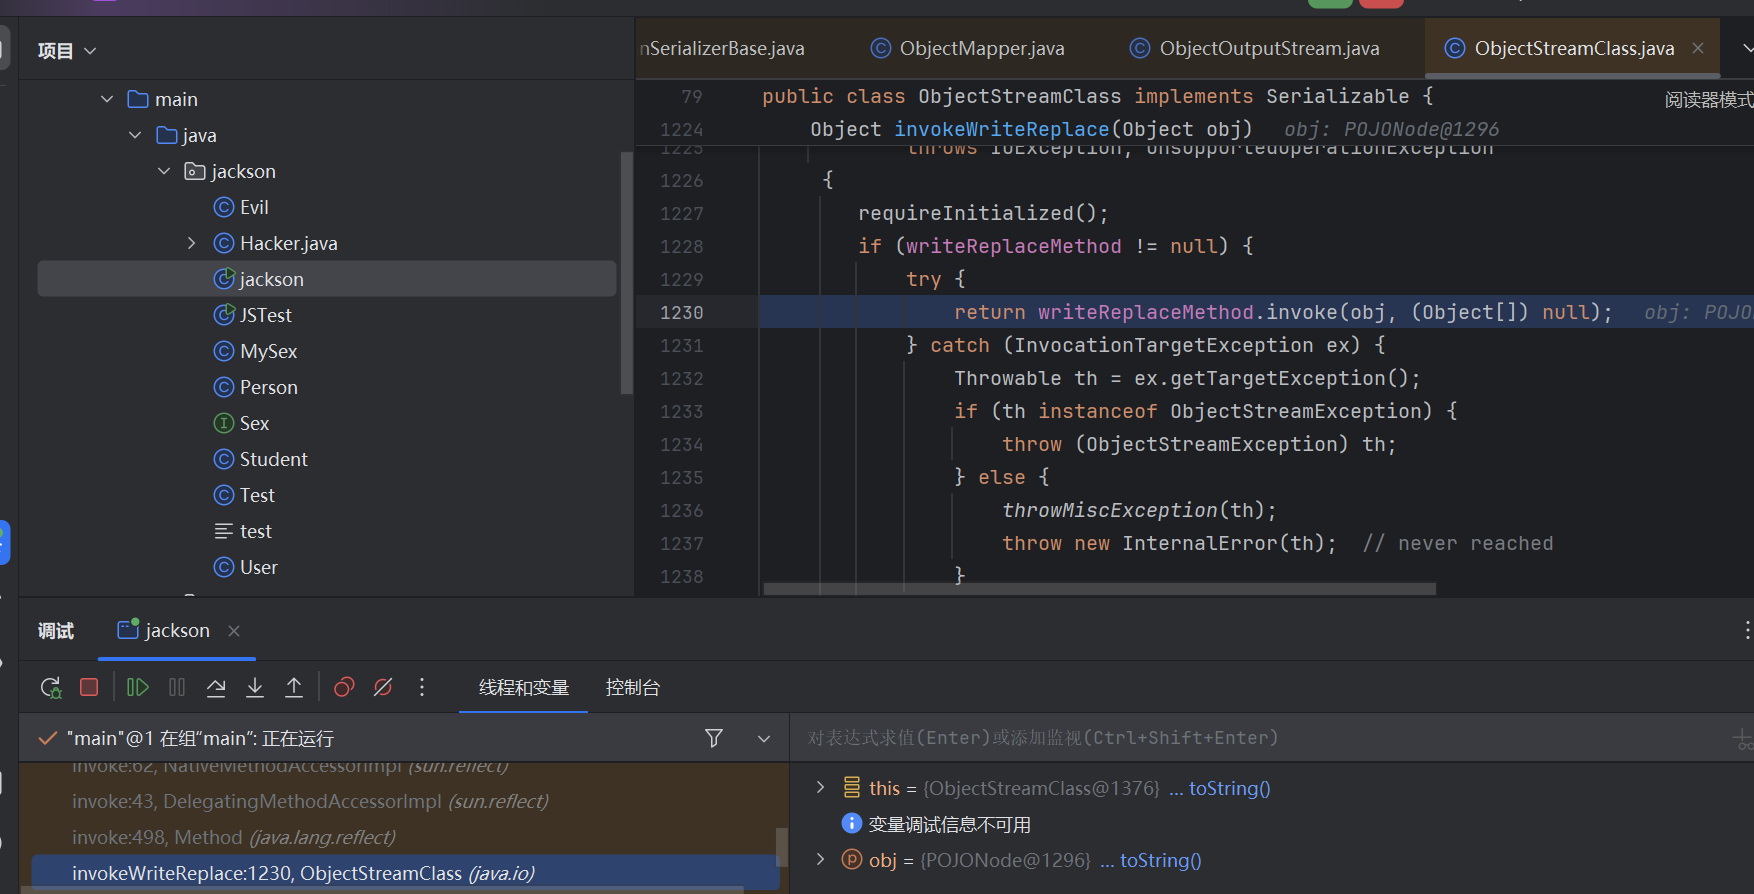 项目
main
java
jackson
Evil
Hacker.java
jackson
JSTest
MySex
Person
Sex
Student
Test
test
User
nSerializerBase.java
ObjectMapper.java
ObjectOutputStream.java
ObjectStreamClass.java
阅读器模式
79 public class ObjectStreamClass implements Serializable {
1224 Object invokeWriteReplace(Object obj) obj: POJONode@1296
1225 throws IOException, UnsupportedOperationException
1226 {
1227 requireInitialized();
1228 if (writeReplaceMethod != null) {
1229 try {
1230 return writeReplaceMethod.invoke(obj, (Object[]) null); obj: POJO
1231 } catch (InvocationTargetException ex) {
1232 Throwable th = ex.getTargetException();
1233 if (th instanceof ObjectStreamException) {
1234 throw (ObjectStreamException) th;
1235 } else {
1236 throwMiscException(th);
1237 throw new InternalError(th); // never reached
1238 }
调试
jackson
线程和变量
控制台
"main"@1 在组“main”: 正在运行
invoke:62, NativeMethodAccessorImpl (sun.reflect)
invoke:43, DelegatingMethodAccessorImpl (sun.reflect)
invoke:498, Method (java.lang.reflect)
invokeWriteReplace:1230, ObjectStreamClass (java.io)
对表达式求值(Enter)或添加监视(Ctrl+Shift+Enter)
this = {ObjectStreamClass@1376} ... toString()
变量调试信息不可用
obj = {POJONode@1296} ... toString()